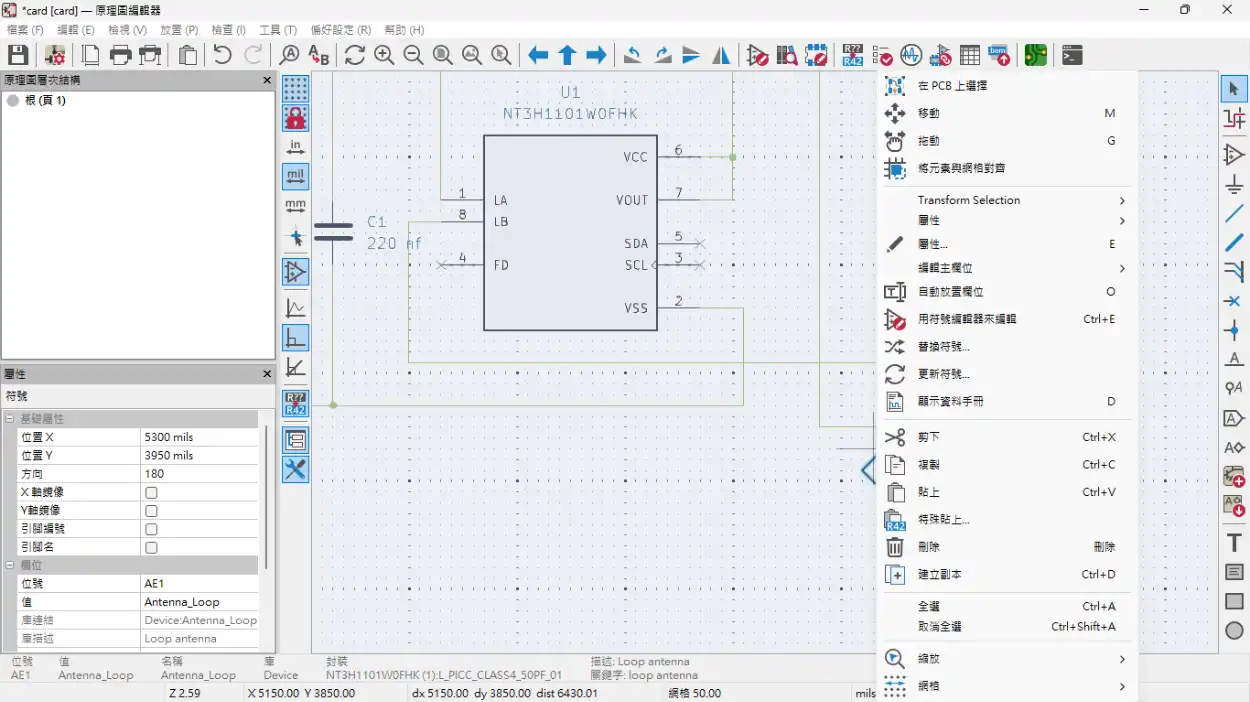 *card [card] — 原理圖編輯器
檔案 (F) 編輯 (E) 檢視 (V) 放置 (P) 檢查 (I) 工具 (T) 偏好設定 (R) 幫助 (H)
原理圖層次結構
根 (頁 1)
屬性
符號
基礎屬性
位置 X 5300 mils
位置 Y 3950 mils
方向 180
X 軸鏡像
Y軸鏡像
引腳編號
引腳名
欄位
位號 AE1
值 Antenna_Loop
庫連結 Device:Antenna_Loop
庫描述 Loop antenna
in
mil
mm
R??
R42
U1
NT3H1101W0FHK
VCC 6
1 LA VOUT 7
8 LB
SDA 5
4 FD SCL 3
VSS 2
C1
220 nf
在 PCB 上選擇
移動 M
拖動 G
將元素與網格對齊
Transform Selection
屬性
屬性... E
編輯主欄位
自動放置欄位 O
用符號編輯器來編輯 Ctrl+E
替換符號...
更新符號...
顯示資料手冊 D
剪下 Ctrl+X
複製 Ctrl+C
貼上 Ctrl+V
特殊貼上...
刪除 刪除
建立副本 Ctrl+D
全選 Ctrl+A
取消全選 Ctrl+Shift+A
縮放
網格
位號 值 名稱 庫 封裝 描述: Loop antenna
AE1 Antenna_Loop Antenna_Loop Device NT3H1101W0FHK (1):L_PICC_CLASS4_50PF_01 關鍵字: loop antenna
Z 2.59 X 5150.00 Y 3850.00 dx 5150.00 dy 3850.00 dist 6430.01 網格 50.00 mils